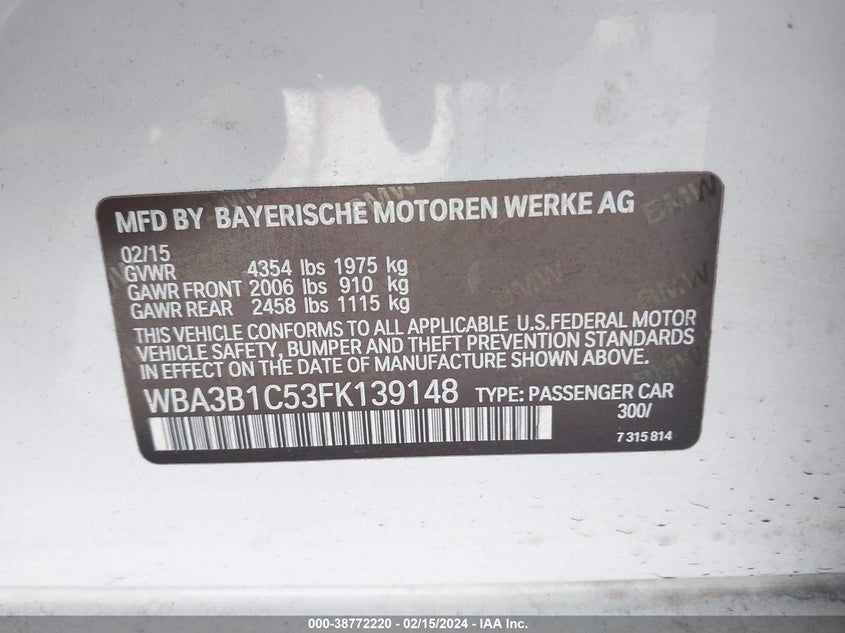 MFD BY BAYERISCHE MOTOREN WERKE AG
02/15
GVWR 4354 lbs 1975 kg
GAWR FRONT 2006 lbs 910 kg
GAWR REAR 2458 lbs 1115 kg
THIS VEHICLE CONFORMS TO ALL APPLICABLE U.S.FEDERAL MOTOR
VEHICLE SAFETY, BUMPER AND THEFT PREVENTION STANDARDS
IN EFFECT ON THE DATE OF MANUFACTURE SHOWN ABOVE.
WBA3B1C53FK139148 TYPE: PASSENGER CAR
300/
7 315 814
000-38772220 - 02/15/2024 - IAA Inc.